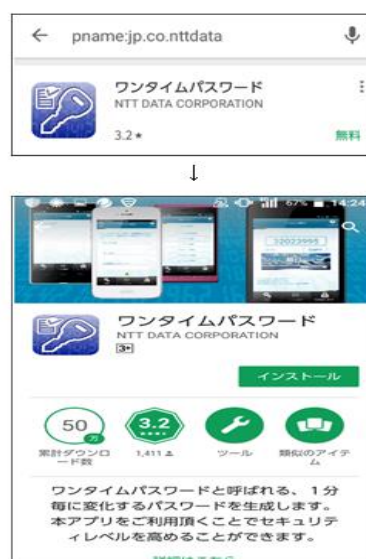 pname:jp.co.nttdata
ワンタイムパスワード
NTT DATA CORPORATION
3.2★
無料
↓
67% 14:24
32023995
ワンタイムパスワード
NTT DATA CORPORATION
3+
インストール
50
万
3.2
累計ダウンロ
ード数
1,411
ツール
類似のアイテ
ム
ワンタイムパスワードと呼ばれる、1分
毎に変化するパスワードを生成します。
本アプリをご利用頂くことでセキュリテ
ィレベルを高めることができます。